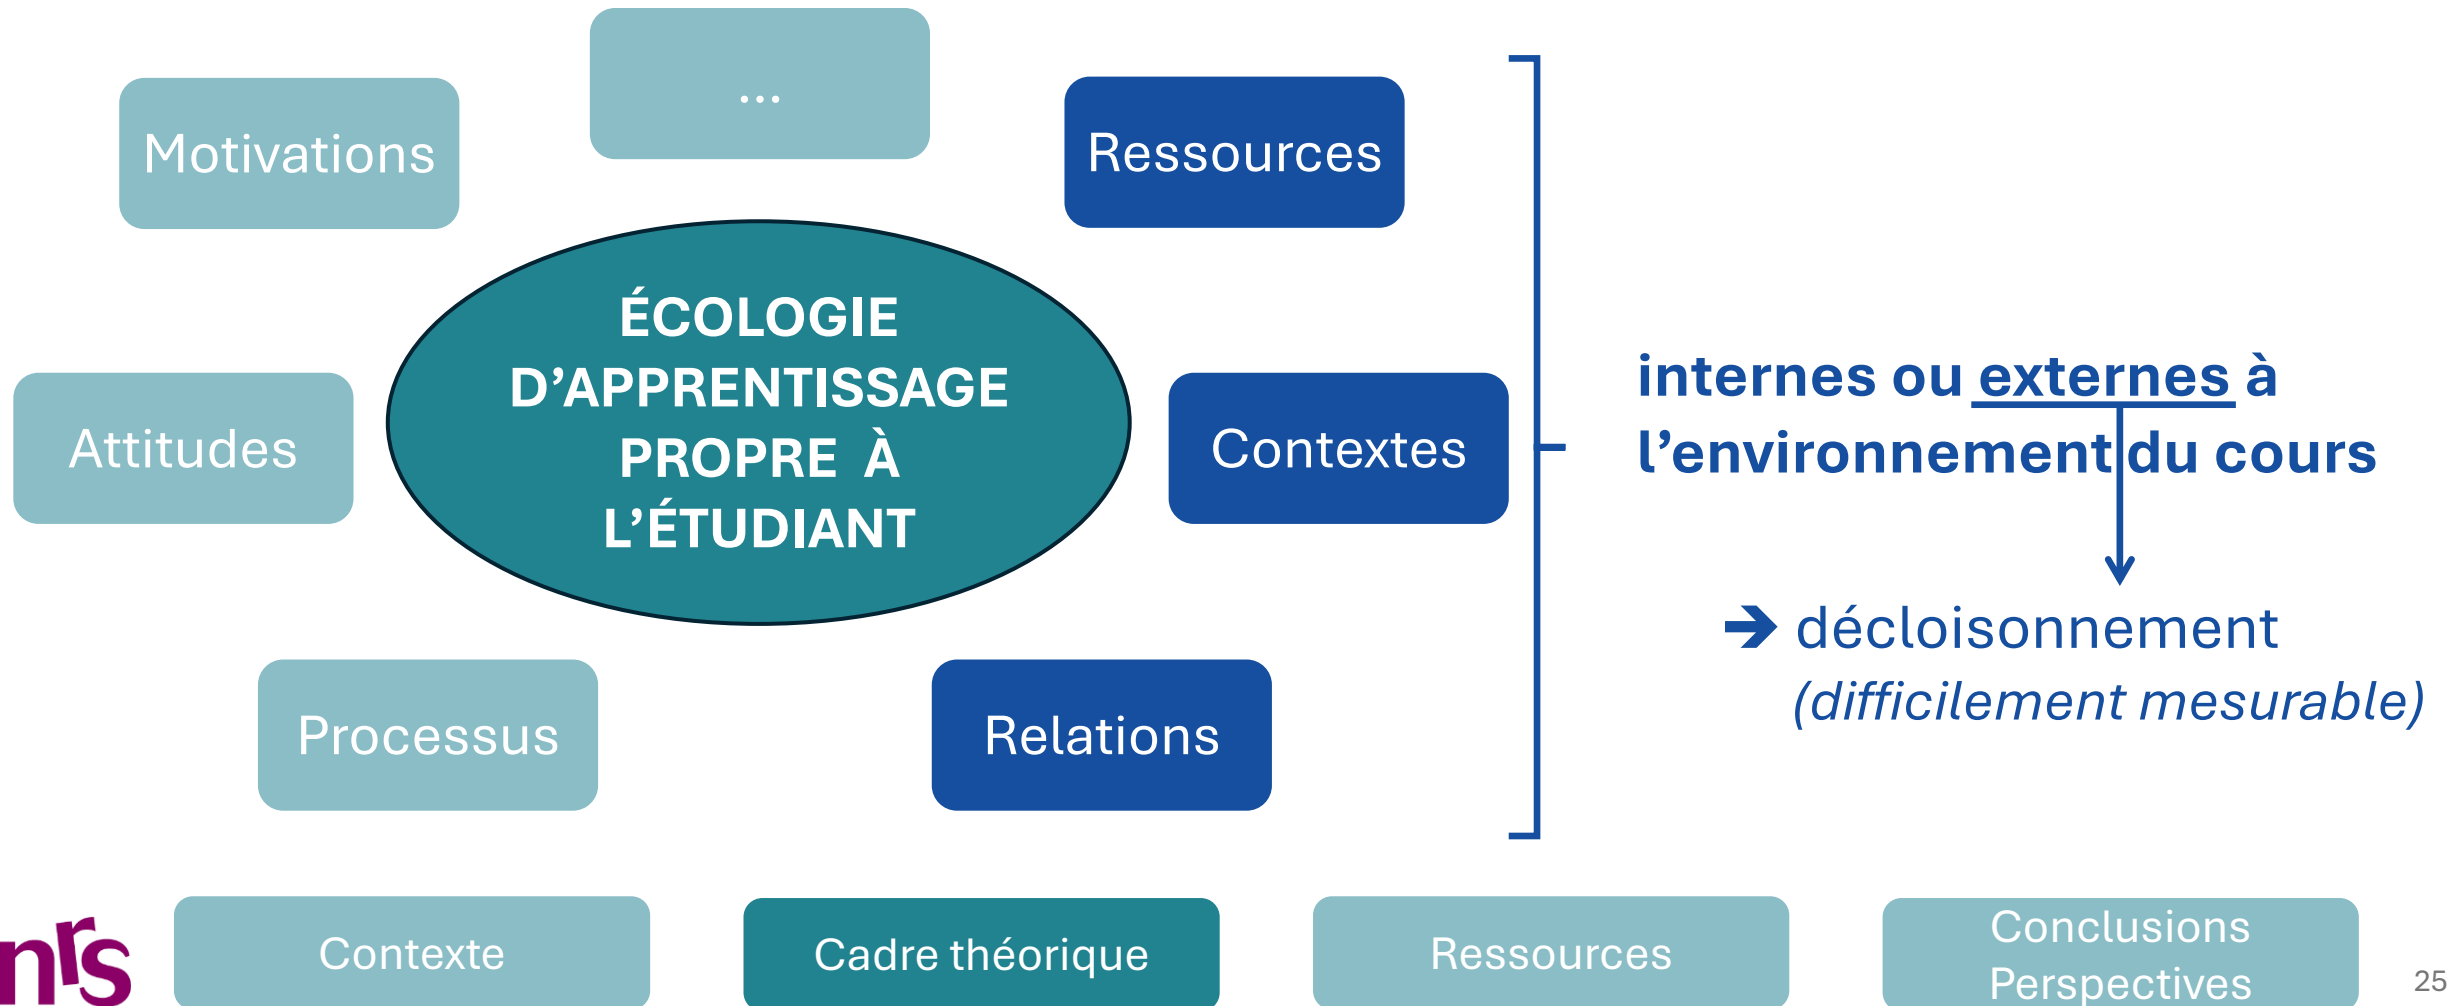 ...
Motivations
Ressources
ÉCOLOGIE
D’APPRENTISSAGE
PROPRE À
L’ÉTUDIANT
Attitudes
Contextes
internes ou externes à
l’environnement du cours
➔ décloisonnement
(difficilement mesurable)
Processus
Relations
nrs
Contexte
Cadre théorique
Ressources
Conclusions
Perspectives
25